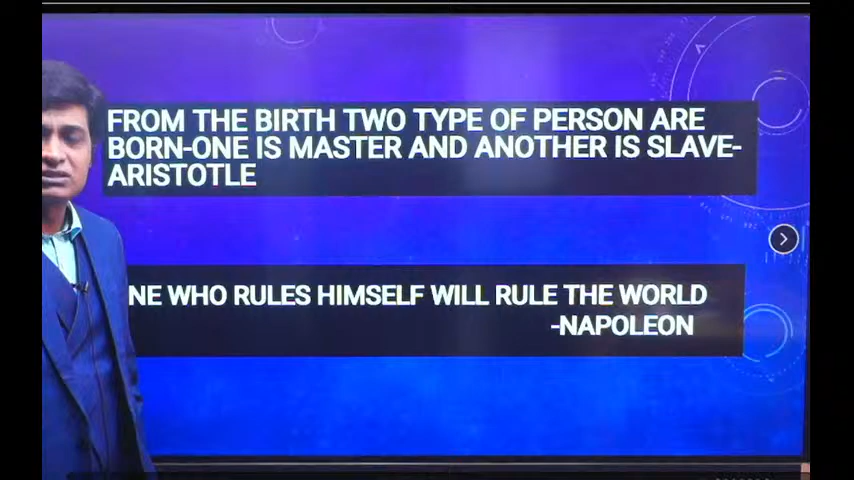 FROM THE BIRTH TWO TYPE OF PERSON ARE
BORN-ONE IS MASTER AND ANOTHER IS SLAVE-
ARISTOTLE
NE WHO RULES HIMSELF WILL RULE THE WORLD
-NAPOLEON